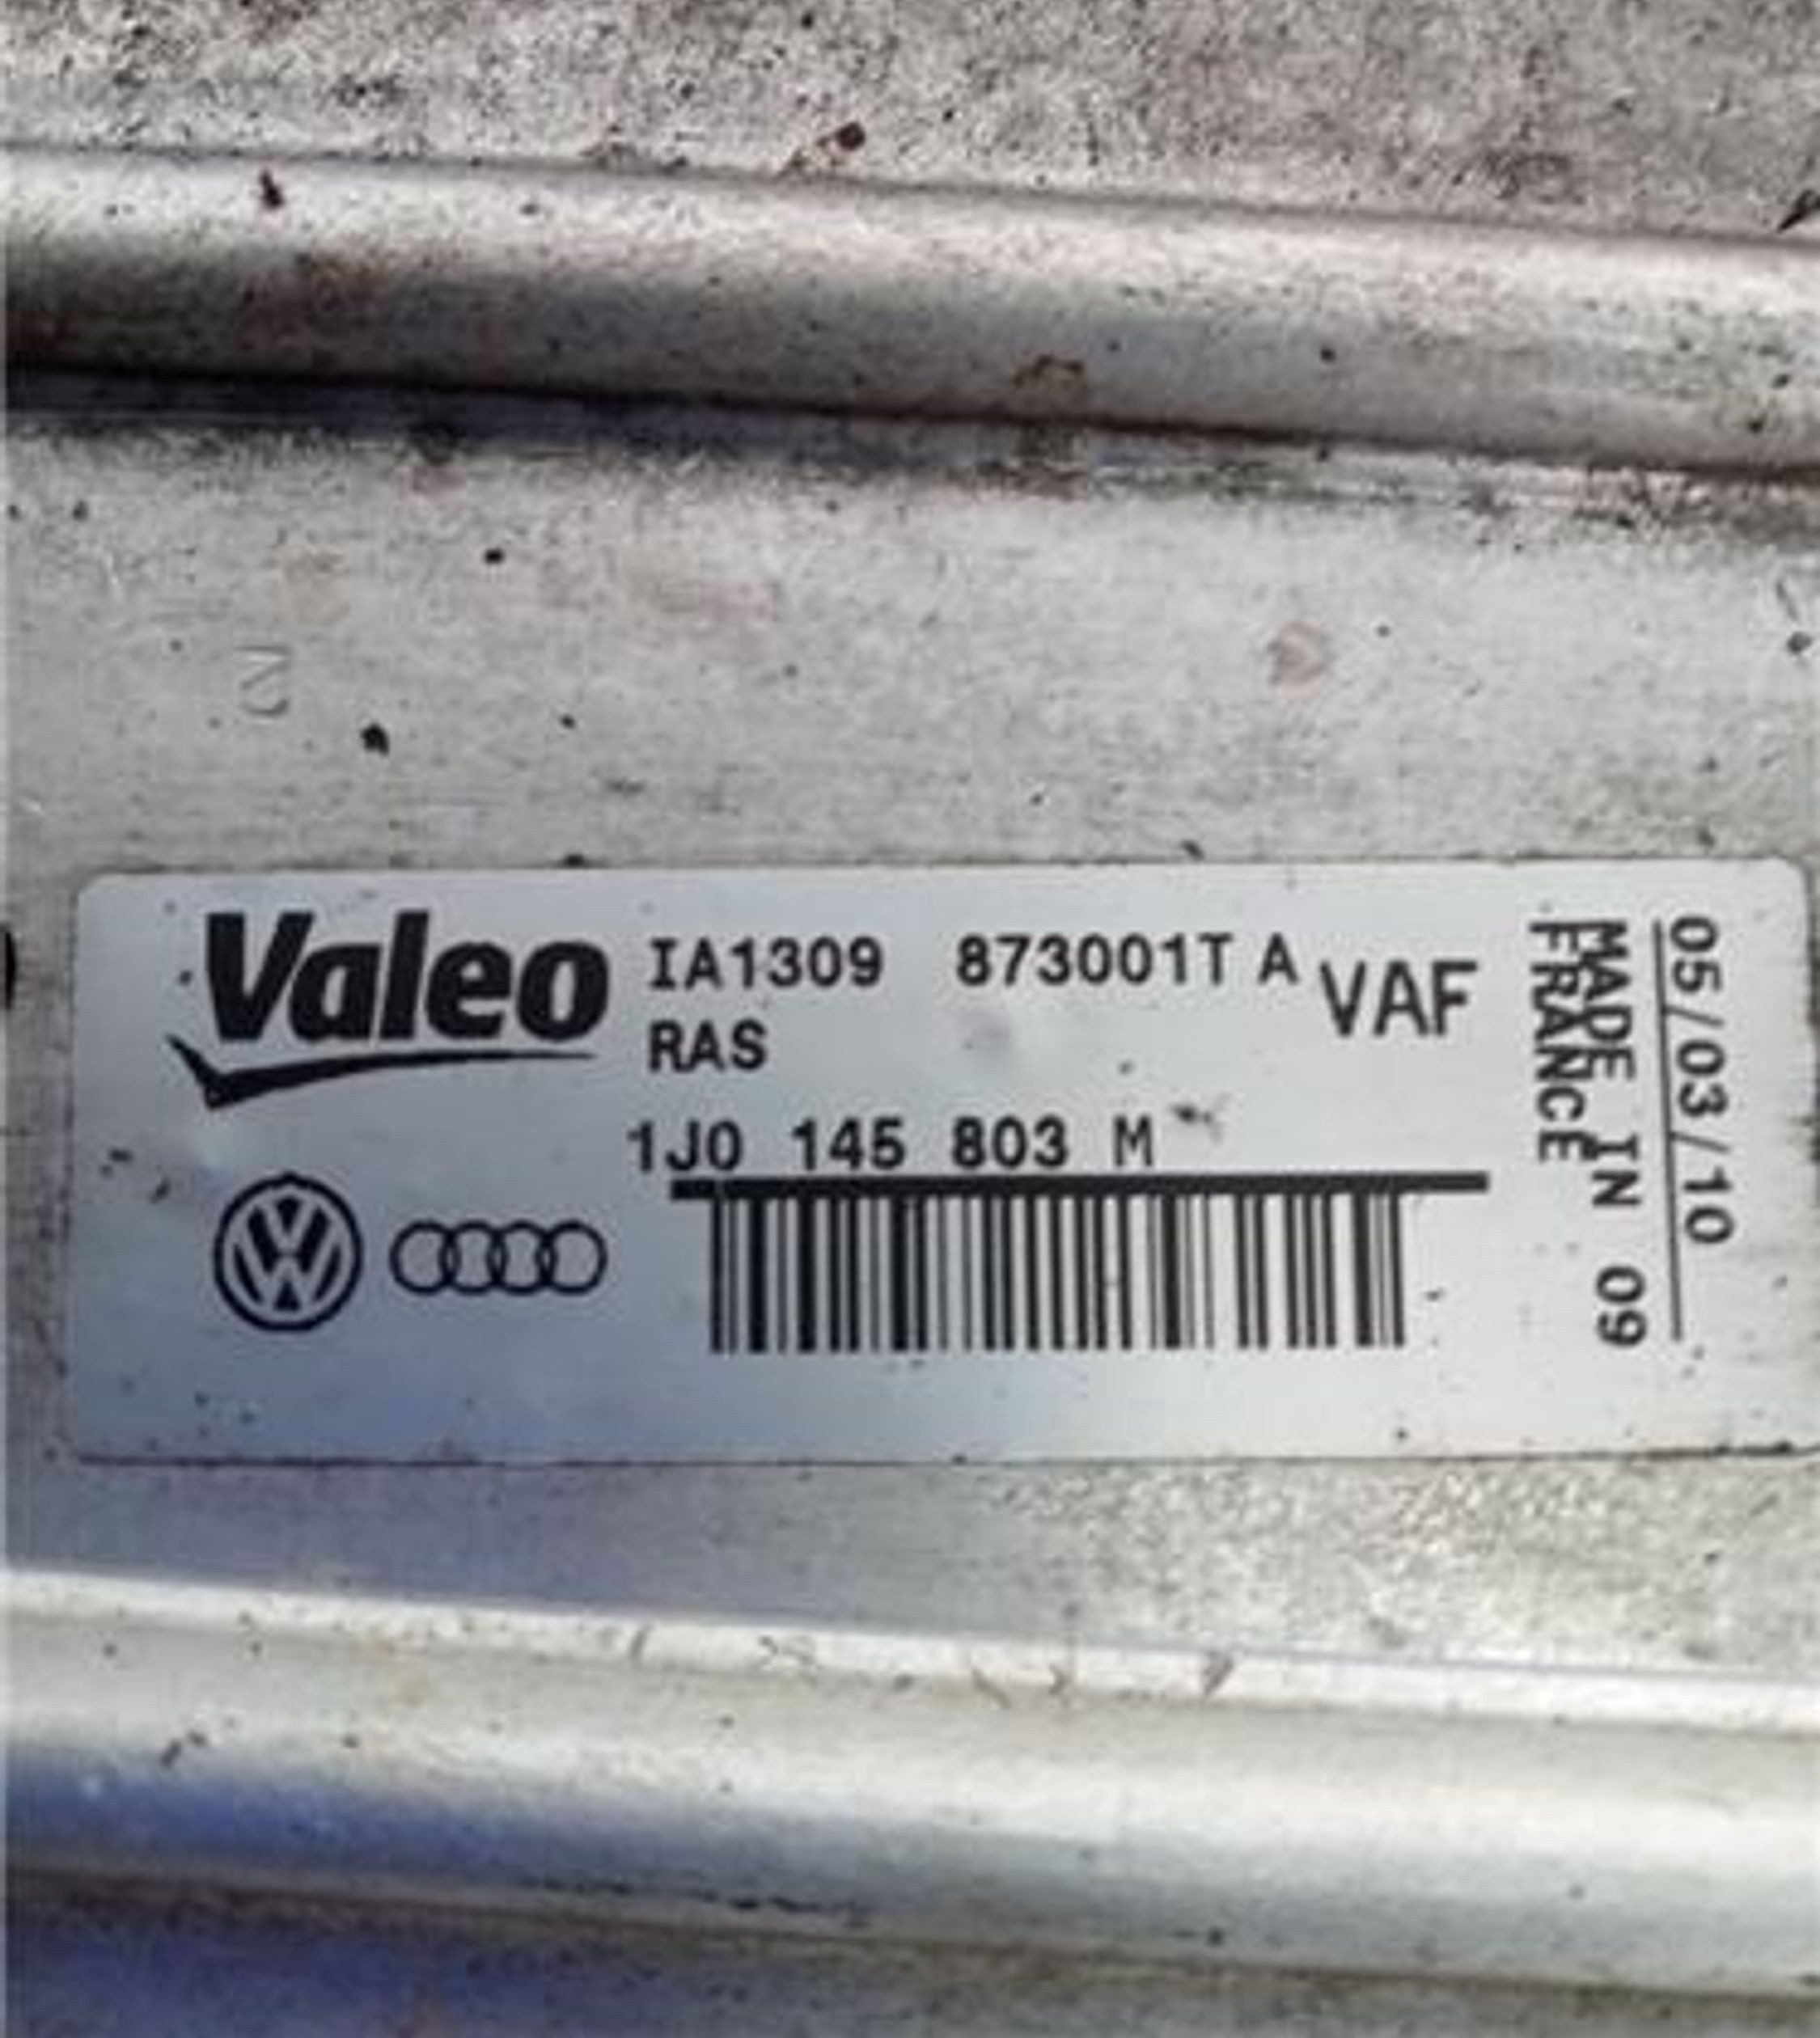 Valeo
IA1309 873001T A VAF
RAS
1J0 145 803 M
05/03/10
MADE IN 09
FRANCE